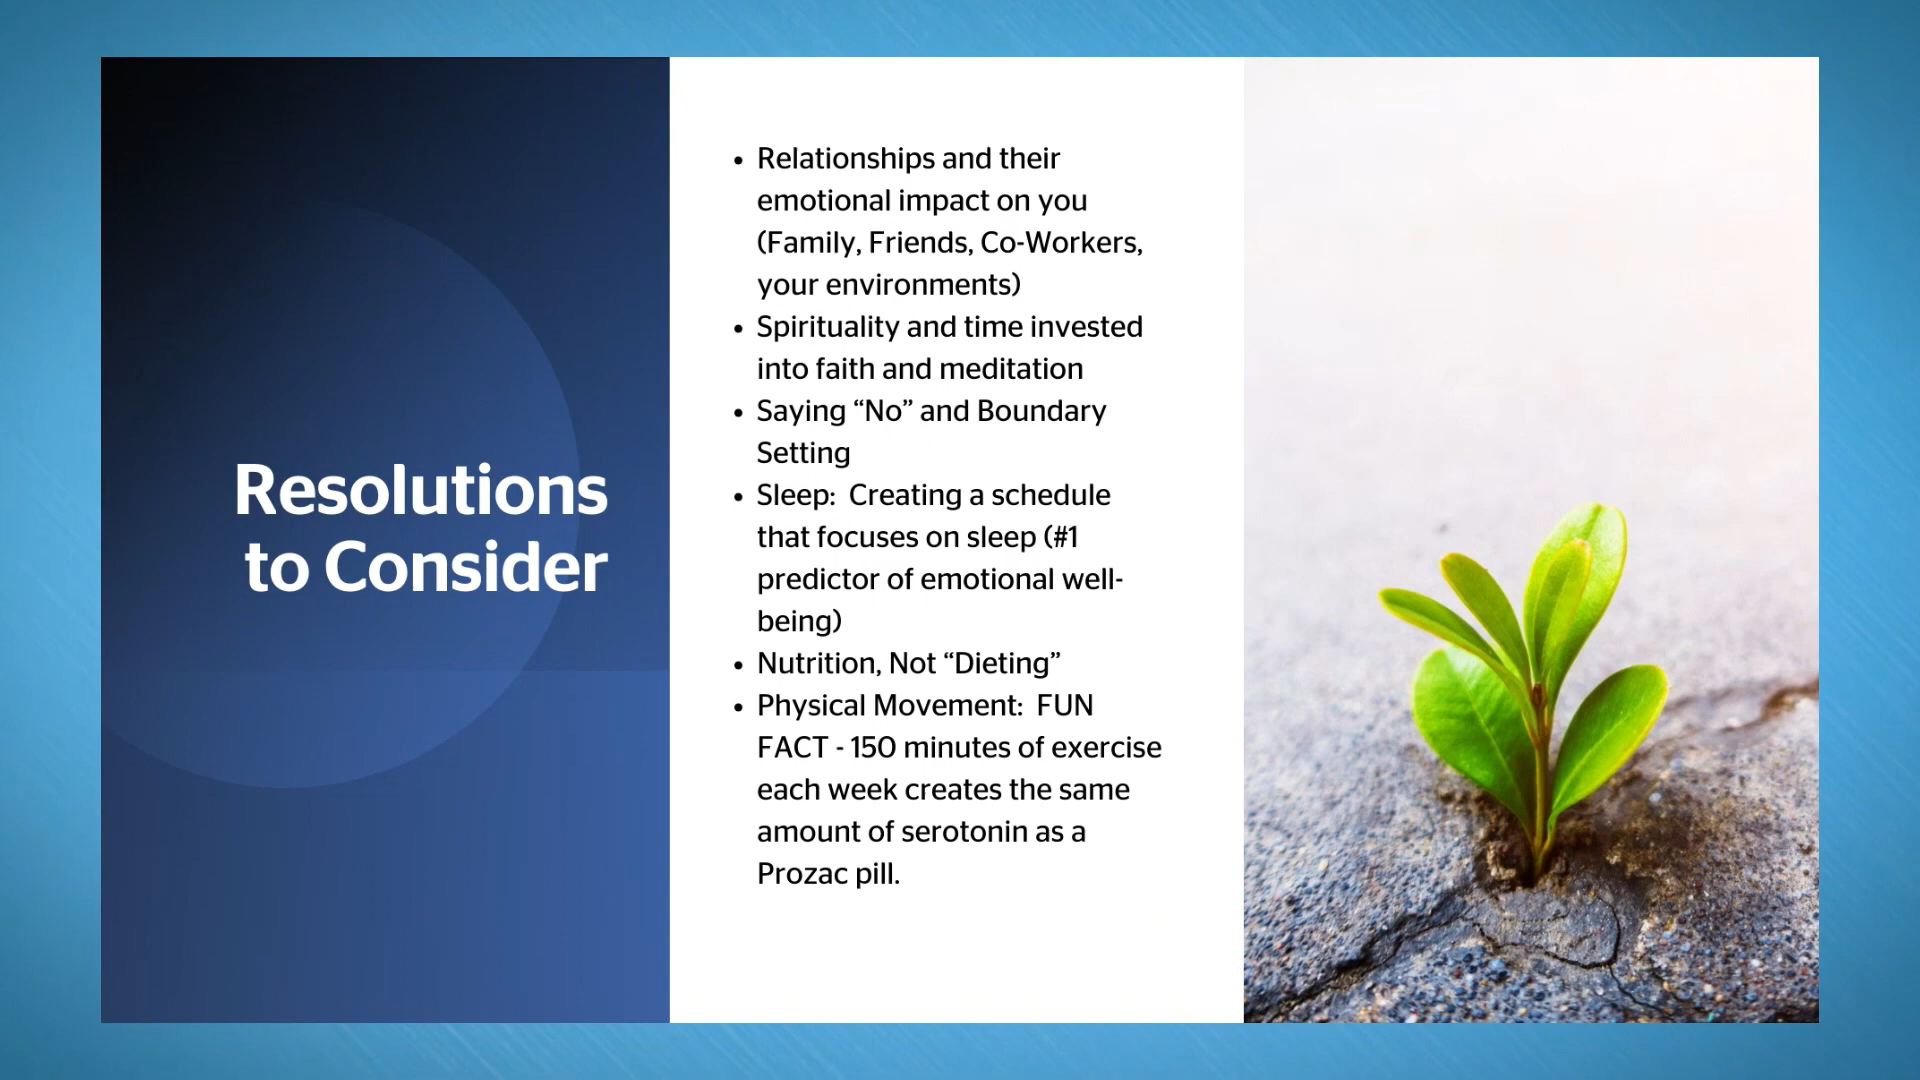 Resolutions
to Consider
• Relationships and their
emotional impact on you
(Family, Friends, Co-Workers,
your environments)
• Spirituality and time invested
into faith and meditation
• Saying “No” and Boundary
Setting
• Sleep:  Creating a schedule
that focuses on sleep (#1
predictor of emotional well-
being)
• Nutrition, Not “Dieting”
• Physical Movement:  FUN
FACT - 150 minutes of exercise
each week creates the same
amount of serotonin as a
Prozac pill.